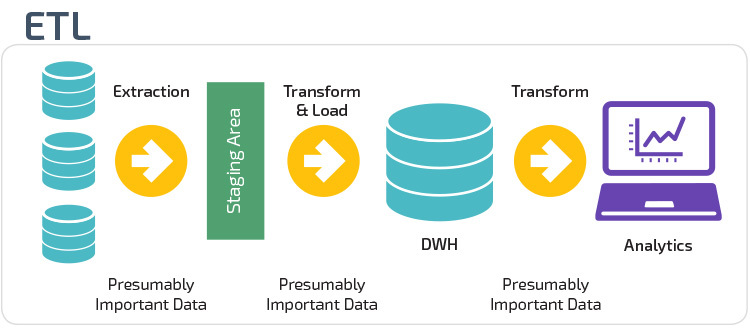 ETL
Extraction
Staging Area
Transform
& Load
Transform
DWH
Analytics
Presumably
Important Data
Presumably
Important Data
Presumably
Important Data